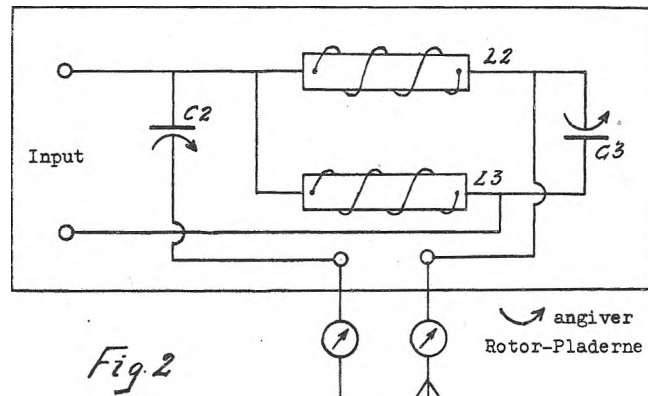 L2
C2
C3
Input
L3
angiver
Rotor-Pladerne
Fig. 2